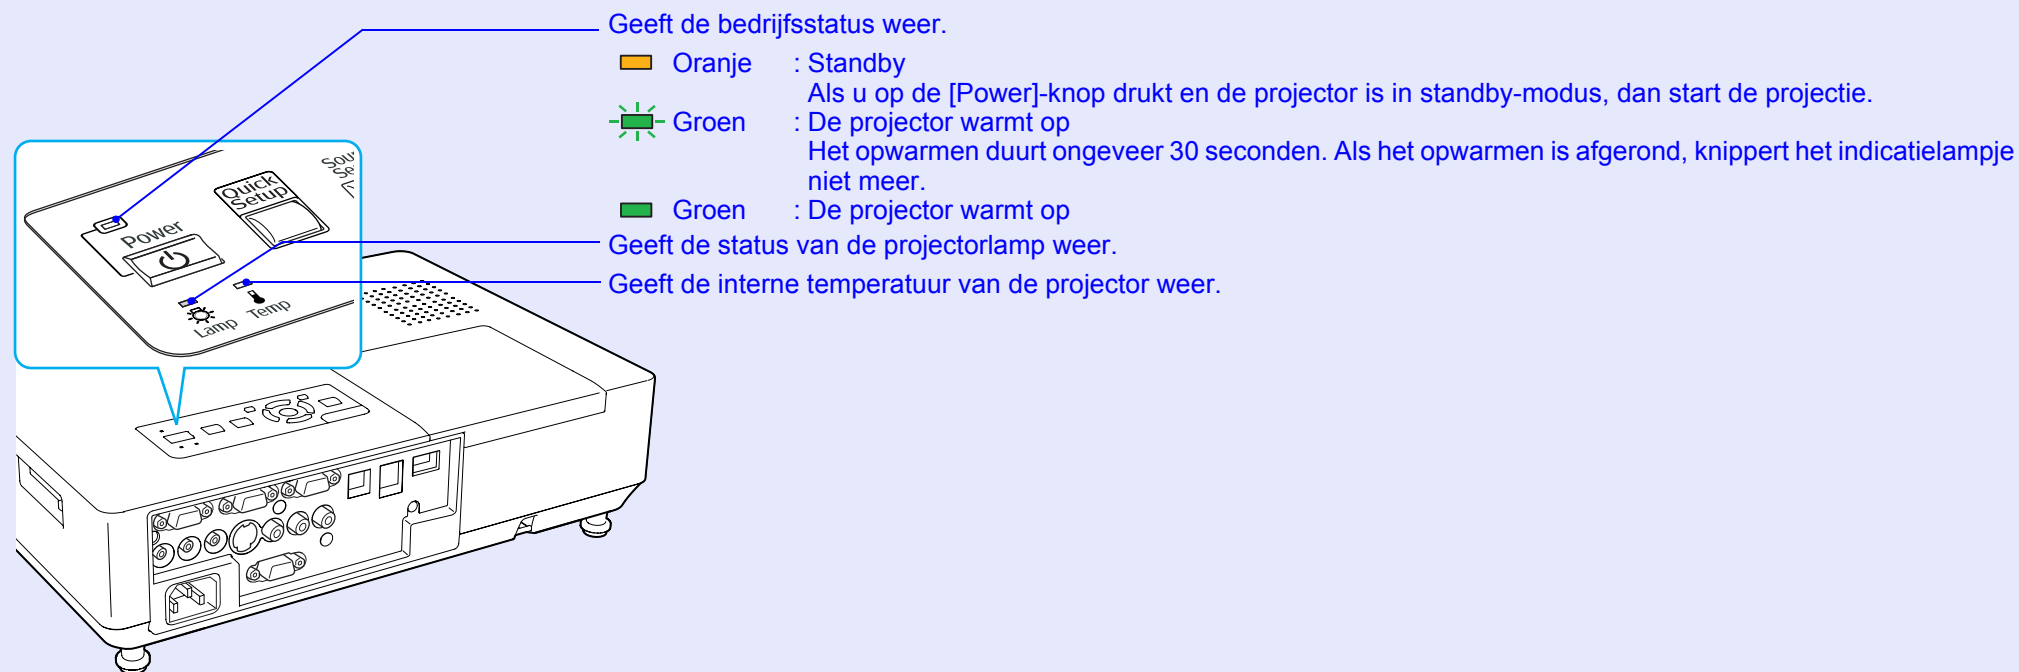 Geeft de bedrijfsstatus weer.
Oranje : Standby
Als u op de [Power]-knop drukt en de projector is in standby-modus, dan start de projectie.
Groen : De projector warmt op
Het opwarmen duurt ongeveer 30 seconden. Als het opwarmen is afgerond, knippert het indicatielampje
niet meer.
Groen : De projector warmt op
Geeft de status van de projectorlamp weer.
Geeft de interne temperatuur van de projector weer.
Quick
Setup
Power
Lamp
Temp